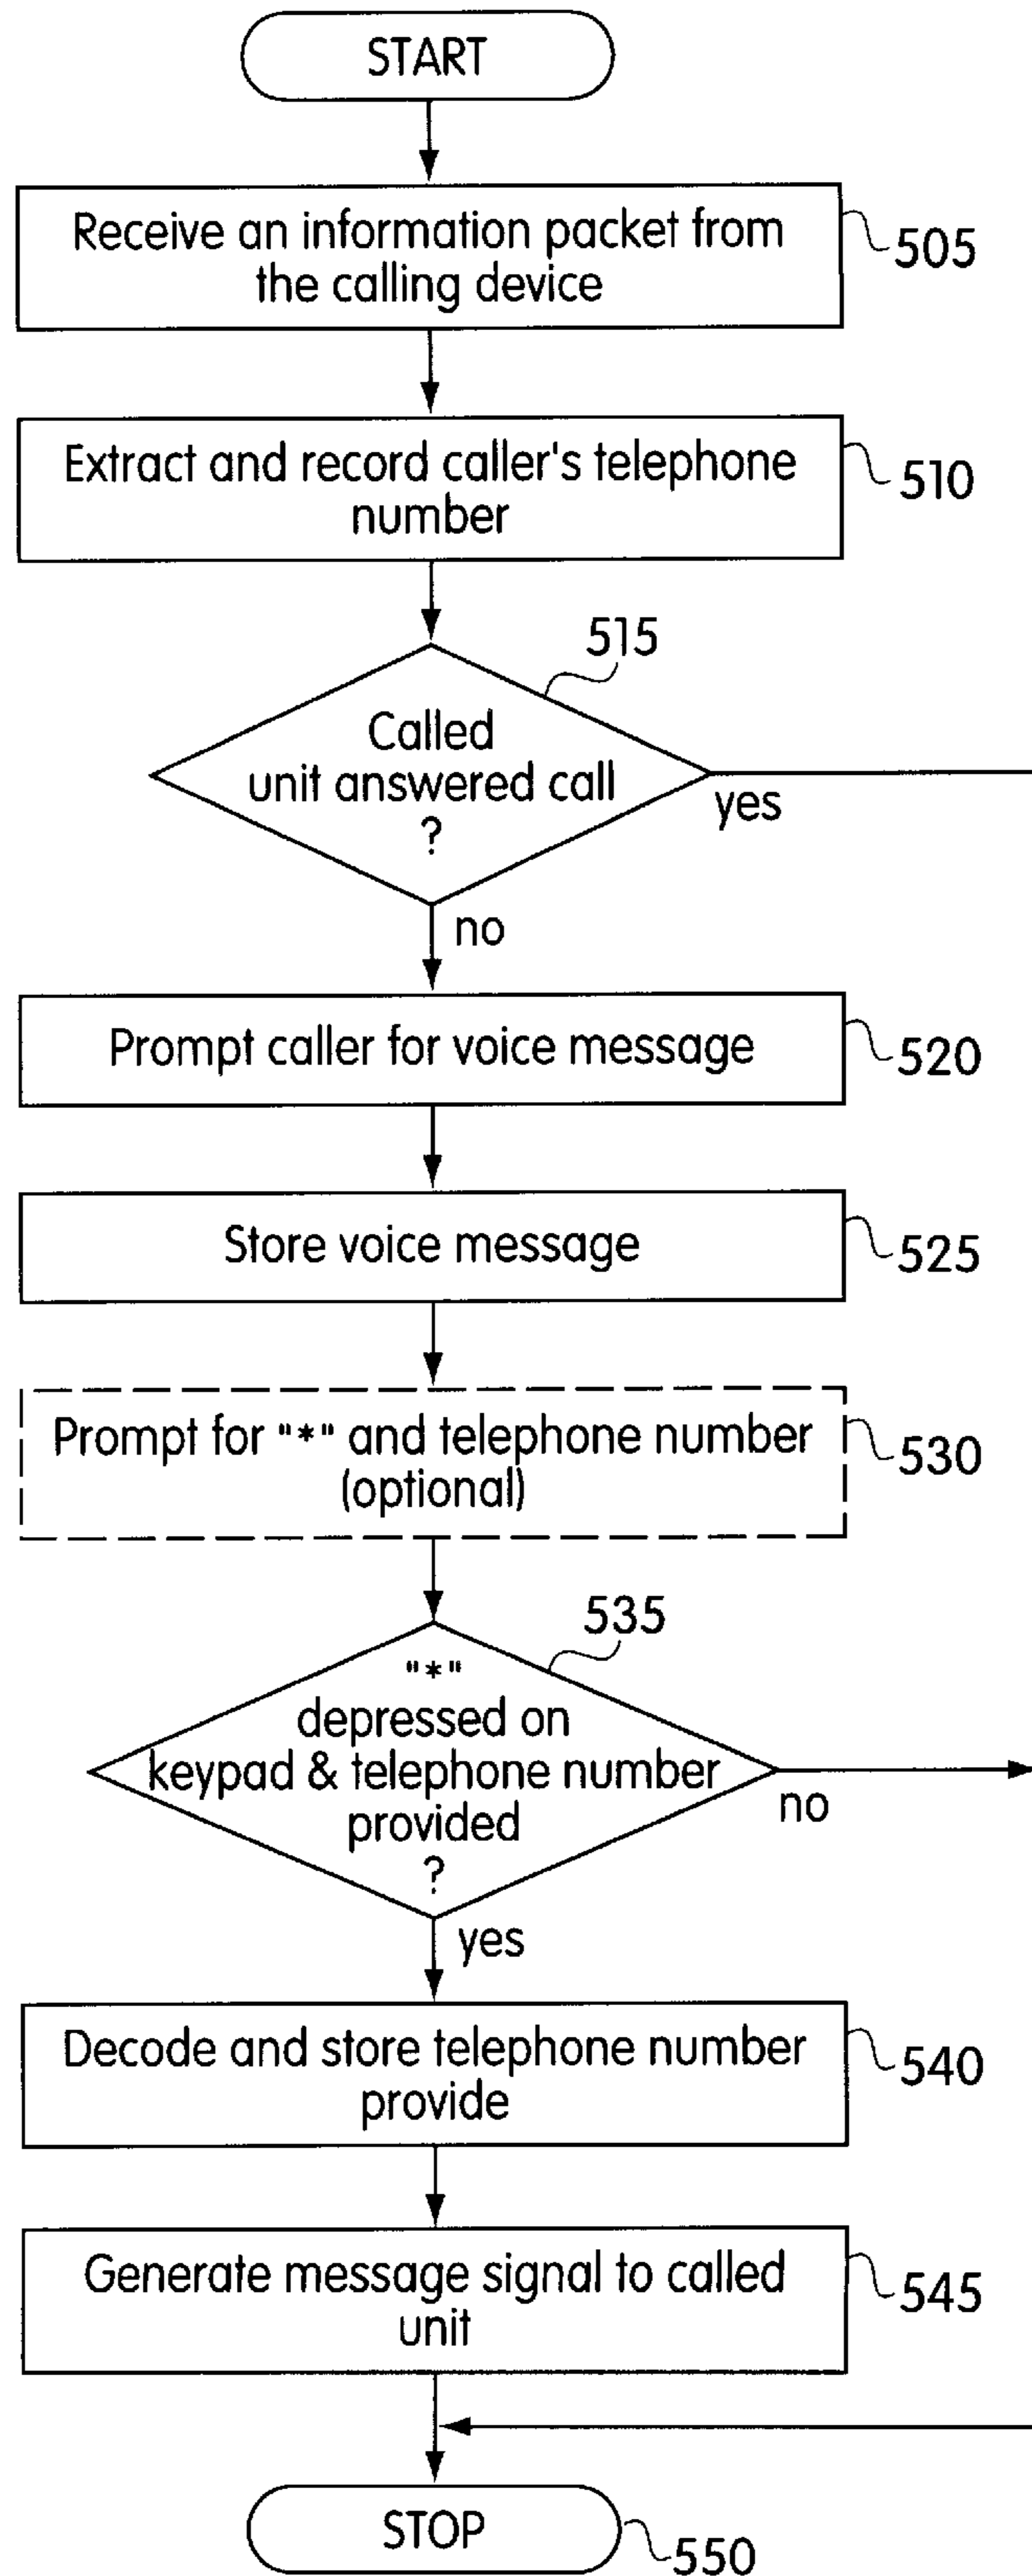 START
Receive an information packet from
the calling device
505
Extract and record caller's telephone
number
510
515
Called
unit answered call
?
yes
no
Prompt caller for voice message
520
Store voice message
525
Prompt for "*" and telephone number
(optional)
530
535
"*"
depressed on
keypad & telephone number
provided
?
no
yes
Decode and store telephone number
provide
540
Generate message signal to called
unit
545
STOP
550